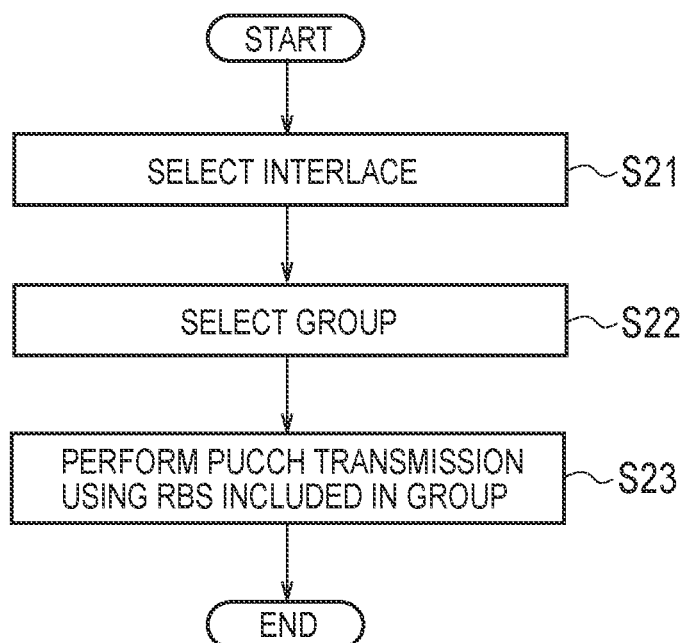 START
SELECT INTERLACE
S21
SELECT GROUP
S22
PERFORM PUCCH TRANSMISSION
USING RBS INCLUDED IN GROUP
S23
END